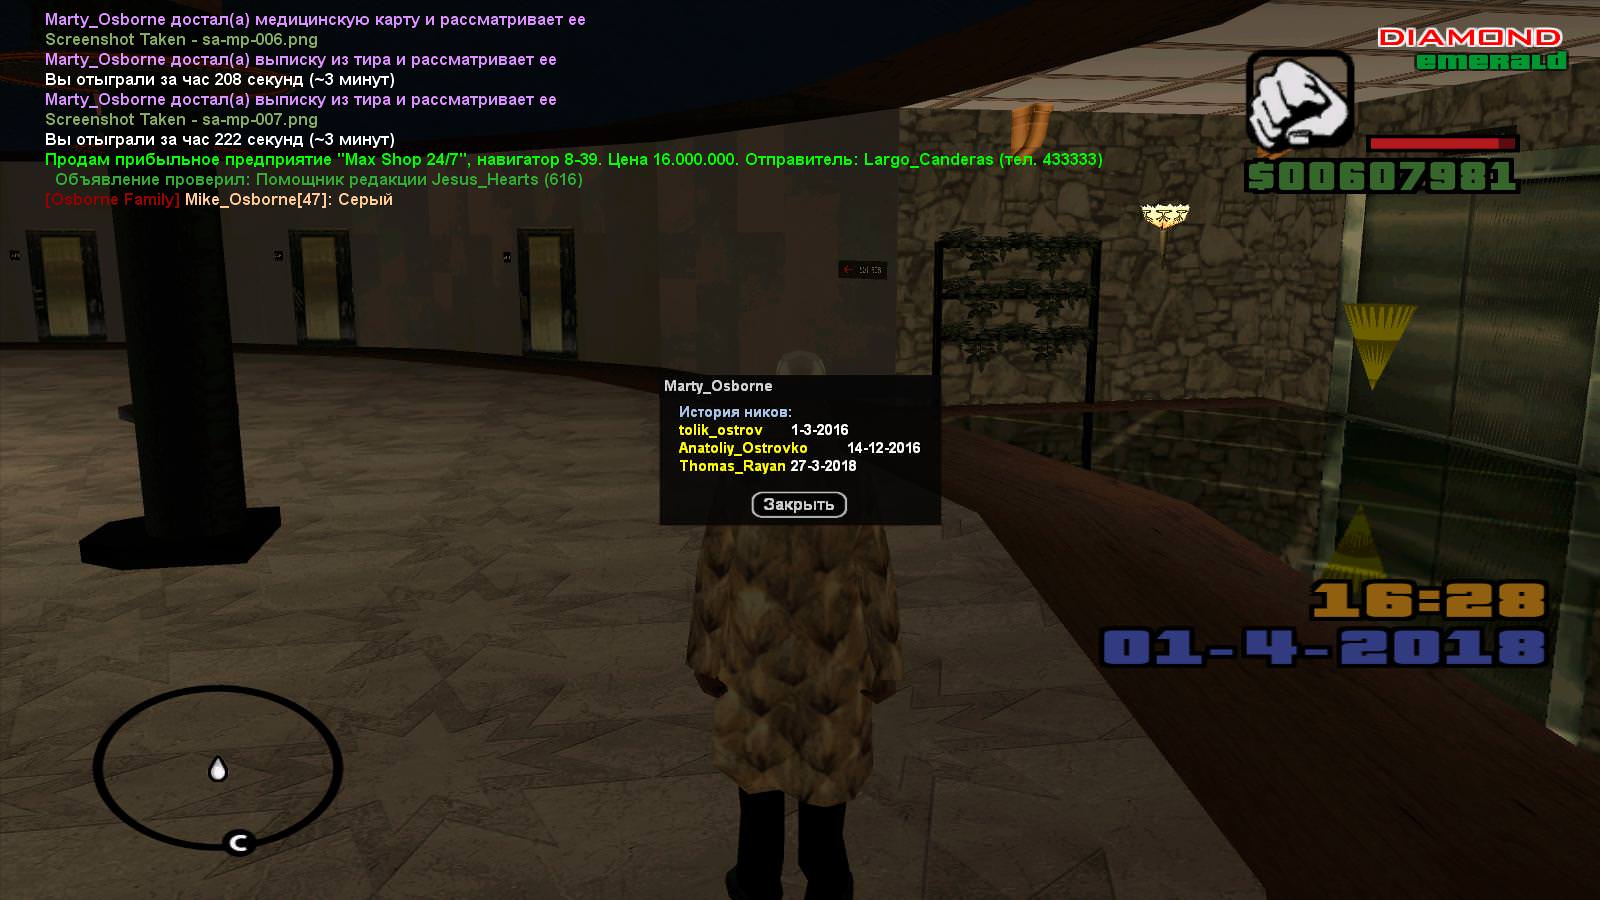 Marty_Osborne достал(а) медицинскую карту и рассматривает ее
Screenshot Taken - sa-mp-006.png
Marty_Osborne достал(а) выписку из тира и рассматривает ее
Вы отыграли за час 208 секунд (~3 минут)
Marty_Osborne достал(а) выписку из тира и рассматривает ее
Screenshot Taken - sa-mp-007.png
Вы отыграли за час 222 секунд (~3 минут)
Продам прибыльное предприятие "Max Shop 24/7", навигатор 8-39. Цена 16.000.000. Отправитель: Largo_Canderas (тел. 433333)
Объявление проверил: Помощник редакции Jesus_Hearts (616)
[Osborne Family] Mike_Osborne[47]: Серый
DIAMOND
emerald
$00607981
Marty_Osborne
История ников:
tolik_ostrov 1-3-2016
Anatoliy_Ostrovko 14-12-2016
Thomas_Rayan 27-3-2018
Закрыть
16:28
01-4-2018
С